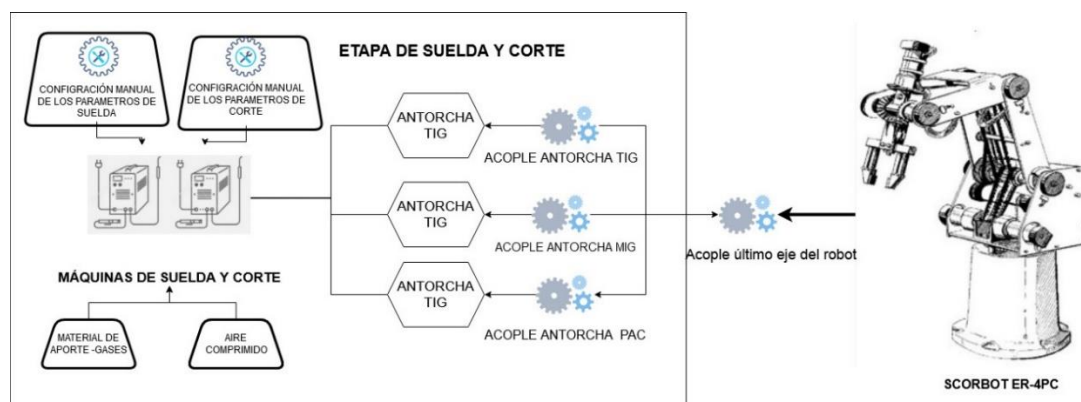 ETAPA DE SUELDA Y CORTE
CONFIGRACIÓN MANUAL
DE LOS PARAMETROS DE
SUELDA
CONFIGRACIÓN MANUAL
DE LOS PARAMETROS DE
CORTE
MÁQUINAS DE SUELDA Y CORTE
MATERIAL DE
APORTE -GASES
AIRE
COMPRIMIDO
ANTORCHA
TIG
ACOPLE ANTORCHA TIG
ANTORCHA
TIG
ACOPLE ANTORCHA MIG
ANTORCHA
TIG
ACOPLE ANTORCHA PAC
Acople último eje del robot
SCORBOT ER-4PC